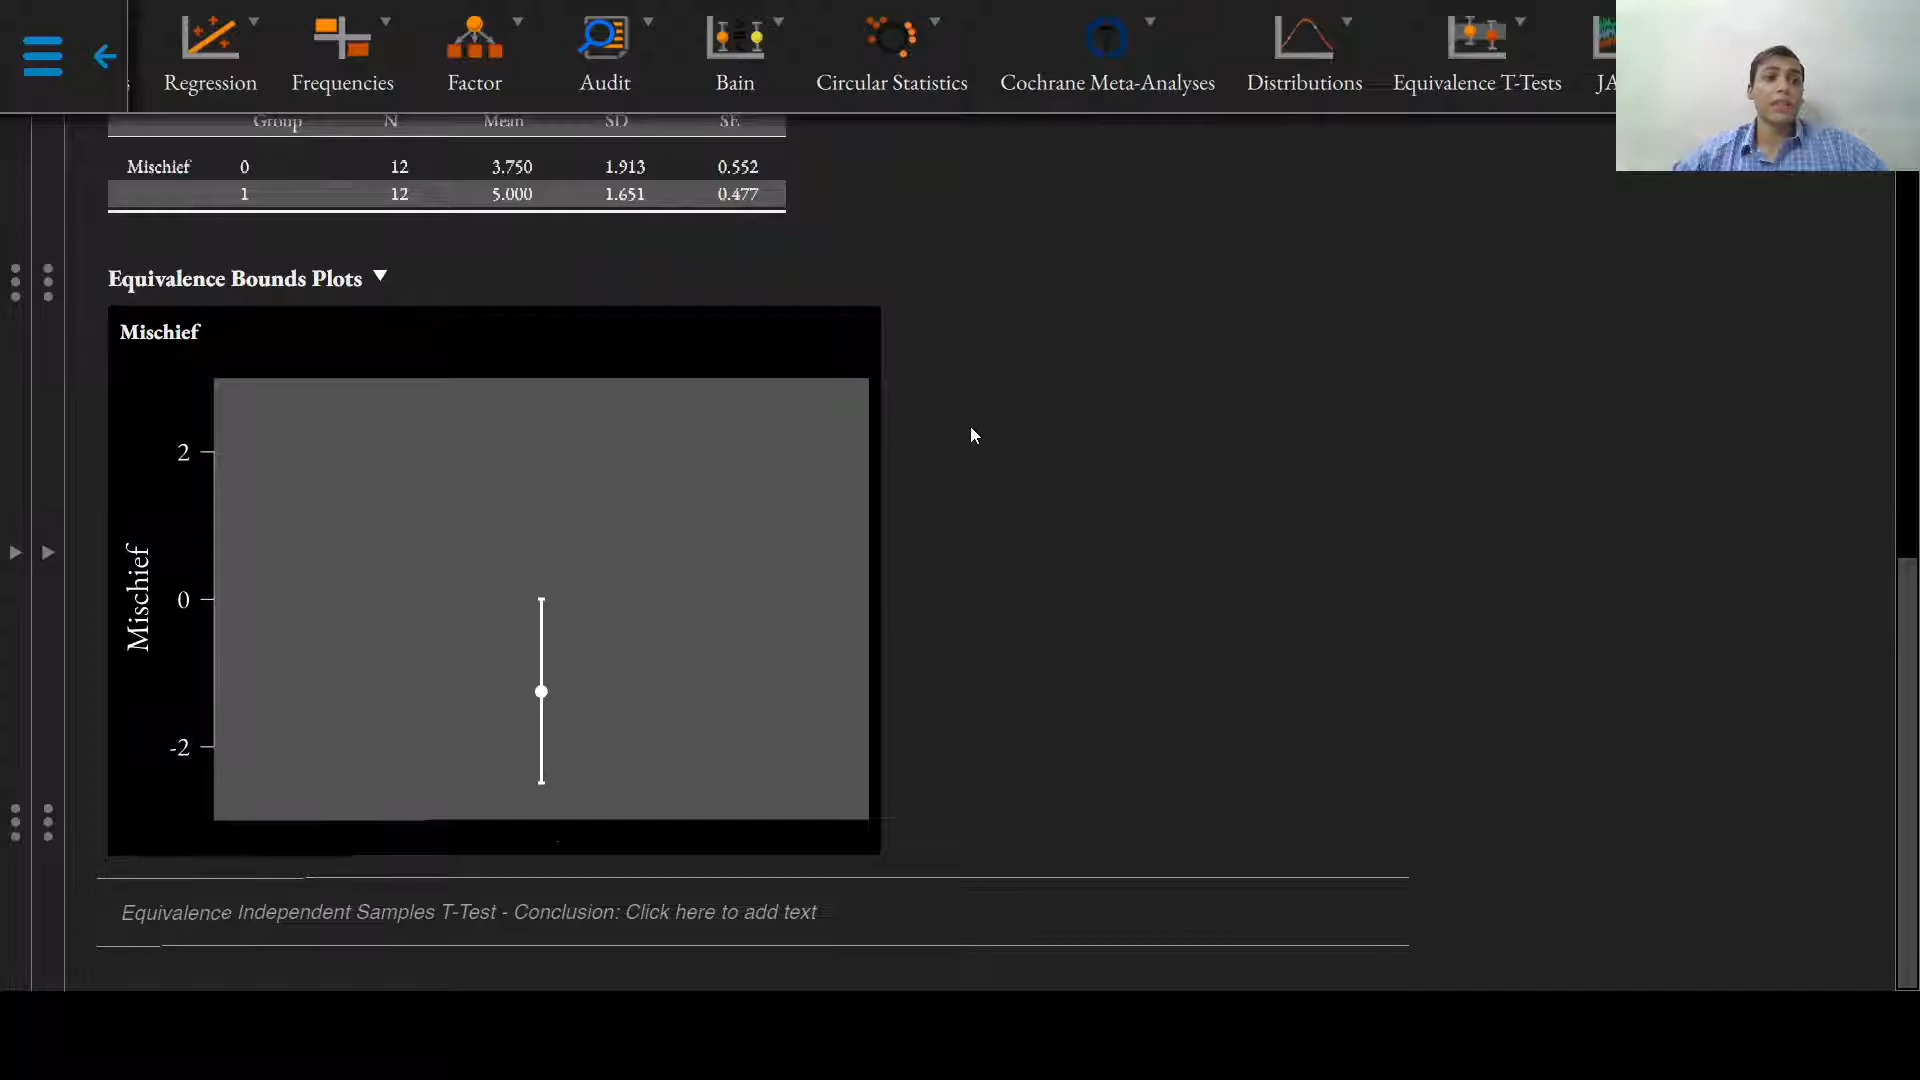 Regression Frequencies Factor Audit Bain Circular Statistics Cochrane Meta-Analyses Distributions Equivalence T-Tests JA
Group N Mean SD SE
Mischief 0 12 3.750 1.913 0.552
1 12 5.000 1.651 0.477
Equivalence Bounds Plots
Mischief
2
Mischief
0
-2
Equivalence Independent Samples T-Test - Conclusion: Click here to add text